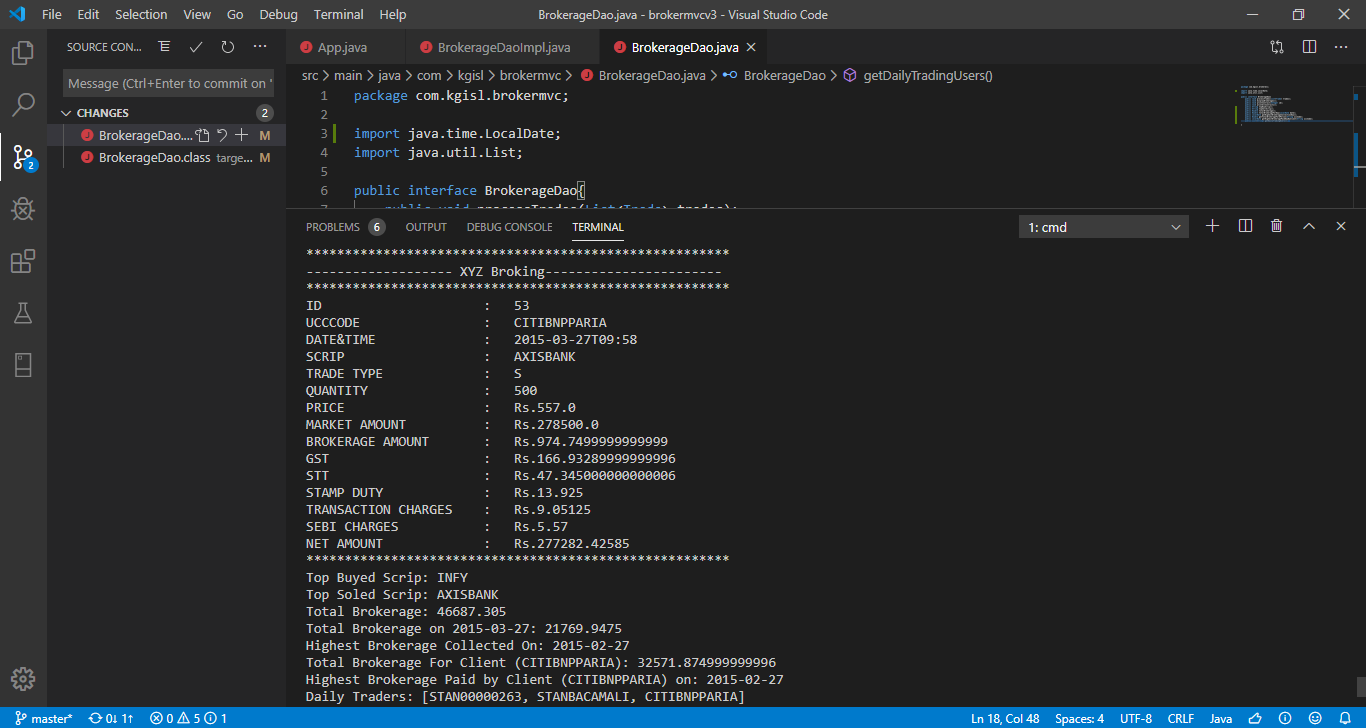 File Edit Selection View Go Debug Terminal Help BrokerageDao.java - brokermvcv3 - Visual Studio Code
SOURCE CON... App.java BrokerageDaoImpl.java BrokerageDao.java
src > main > java > com > kgisl > brokermvc > BrokerageDao.java > BrokerageDao > getDailyTradingUsers()
Message (Ctrl+Enter to commit on '
CHANGES 2
BrokerageDao.... M
BrokerageDao.class targe... M
2
1 package com.kgisl.brokermvc;
2
3 import java.time.LocalDate;
4 import java.util.List;
5
6 public interface BrokerageDao{
7 public void processTrades(List<Trade> trades);
PROBLEMS 6 OUTPUT DEBUG CONSOLE TERMINAL 1: cmd
*******************************************************
------------------- XYZ Broking-----------------------
*******************************************************
ID : 53
UCCCODE : CITIBNPPARIA
DATE&TIME : 2015-03-27T09:58
SCRIP : AXISBANK
TRADE TYPE : S
QUANTITY : 500
PRICE : Rs.557.0
MARKET AMOUNT : Rs.278500.0
BROKERAGE AMOUNT : Rs.974.7499999999999
GST : Rs.166.93289999999996
STT : Rs.47.345000000000006
STAMP DUTY : Rs.13.925
TRANSACTION CHARGES : Rs.9.05125
SEBI CHARGES : Rs.5.57
NET AMOUNT : Rs.277282.42585
*******************************************************
Top Buyed Scrip: INFY
Top Soled Scrip: AXISBANK
Total Brokerage: 46687.305
Total Brokerage on 2015-03-27: 21769.9475
Highest Brokerage Collected On: 2015-02-27
Total Brokerage For Client (CITIBNPPARIA): 32571.874999999996
Highest Brokerage Paid by Client (CITIBNPPARIA) on: 2015-02-27
Daily Traders: [STAN00000263, STANBACAMALI, CITIBNPPARIA]
master* 0↓ 1↑ 0 5 1 Ln 18, Col 48 Spaces: 4 UTF-8 CRLF Java